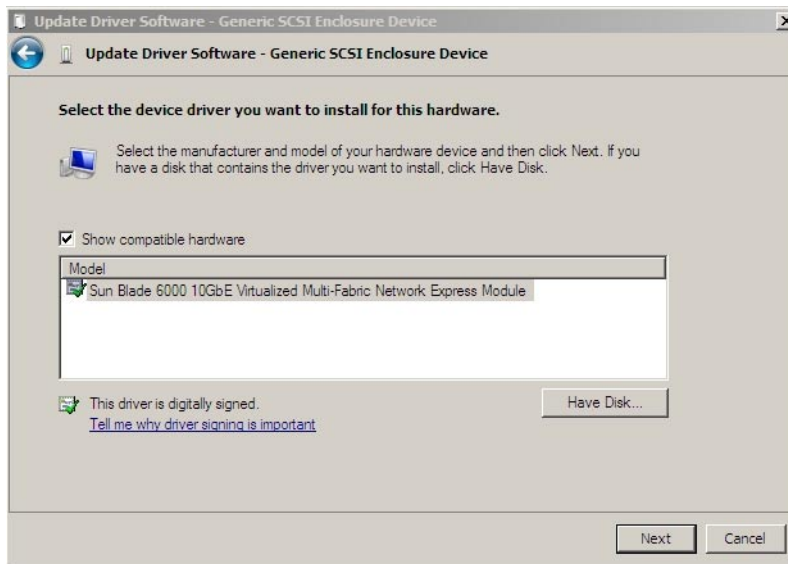 Update Driver Software - Generic SCSI Enclosure Device
Update Driver Software - Generic SCSI Enclosure Device
Select the device driver you want to install for this hardware.
Select the manufacturer and model of your hardware device and then click Next. If you
have a disk that contains the driver you want to install, click Have Disk.
Show compatible hardware
Model
Sun Blade 6000 10GbE Virtualized Multi-Fabric Network Express Module
This driver is digitally signed.
Have Disk...
Tell me why driver signing is important
Next
Cancel